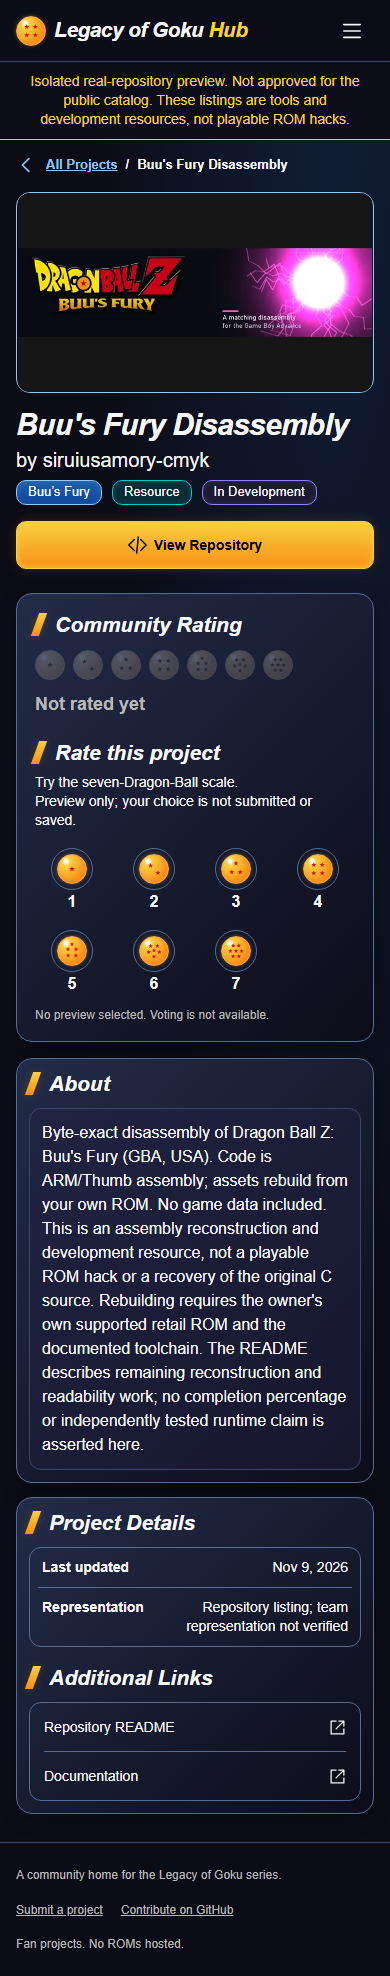 Legacy of Goku Hub
Isolated real-repository preview. Not approved for the
public catalog. These listings are tools and
development resources, not playable ROM hacks.
All Projects / Buu's Fury Disassembly
DRAGON BALL Z
BUU'S FURY
A matching disassembly
for the Game Boy Advance
Buu's Fury Disassembly
by siruiusamory-cmyk
Buu's Fury Resource In Development
</> View Repository
Community Rating
Not rated yet
Rate this project
Try the seven-Dragon-Ball scale.
Preview only; your choice is not submitted or
saved.
1 2 3 4
5 6 7
No preview selected. Voting is not available.
About
Byte-exact disassembly of Dragon Ball Z:
Buu's Fury (GBA, USA). Code is
ARM/Thumb assembly; assets rebuild from
your own ROM. No game data included.
This is an assembly reconstruction and
development resource, not a playable
ROM hack or a recovery of the original C
source. Rebuilding requires the owner's
own supported retail ROM and the
documented toolchain. The README
describes remaining reconstruction and
readability work; no completion percentage
or independently tested runtime claim is
asserted here.
Project Details
Last updated Nov 9, 2026
Representation Repository listing; team
representation not verified
Additional Links
Repository README
Documentation
A community home for the Legacy of Goku series.
Submit a project Contribute on GitHub
Fan projects. No ROMs hosted.